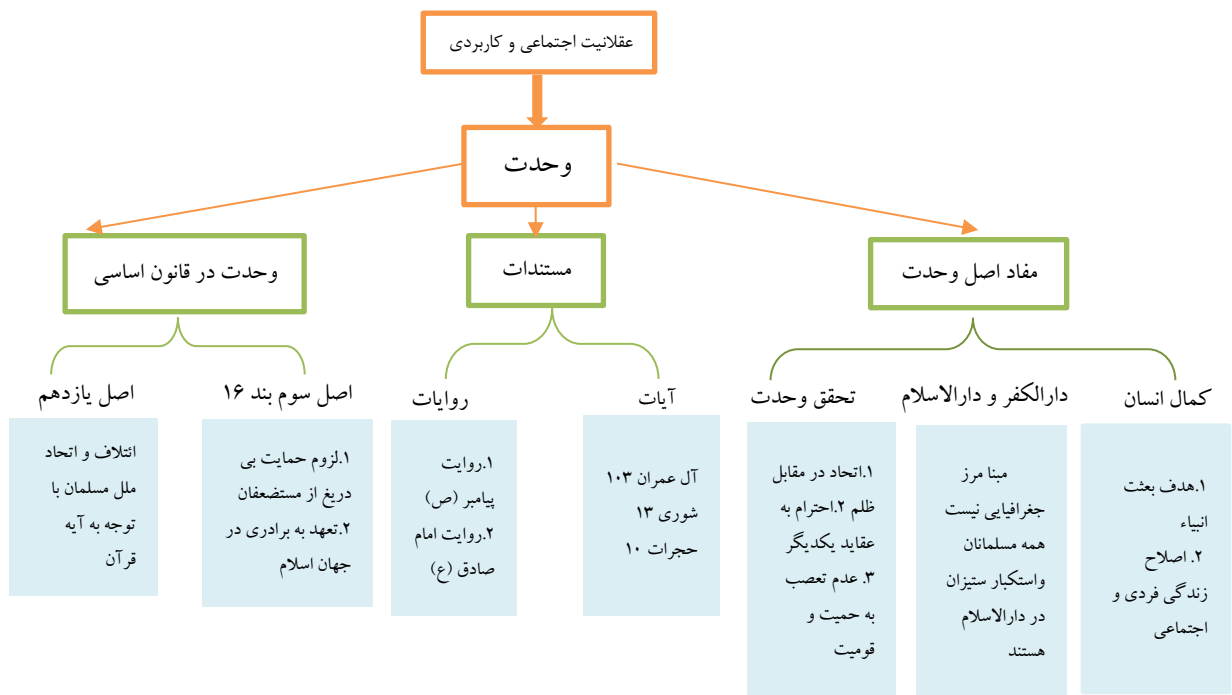 عقلانیت اجتماعی و کاربردی
وحدت
مفاد اصل وحدت
مستندات
وحدت در قانون اساسی
کمال انسان
۱.هدف بعثت
انبیاء
۲. اصلاح
زندگی فردی و
اجتماعی
دارالکفر و دارالاسلام
مبنا مرز
جغرافیایی نیست
همه مسلمانان
واستکبار ستیزان
در دارالاسلام
هستند
تحقق وحدت
۱.اتحاد در مقابل
ظلم ۲.احترام به
عقاید یکدیگر
۳. عدم تعصب
به حمیت و
قومیت
آیات
آل عمران ۱۰۳
شوری ۱۳
حجرات ۱۰
روایات
۱.روایت
پیامبر (ص)
۲.روایت امام
صادق (ع)
اصل سوم بند ۱۶
۱.لزوم حمایت بی
دریغ از مستضعفان
۲.تعهد به برادری در
جهان اسلام
اصل یازدهم
ائتلاف و اتحاد
ملل مسلمان با
توجه به آیه
قرآن